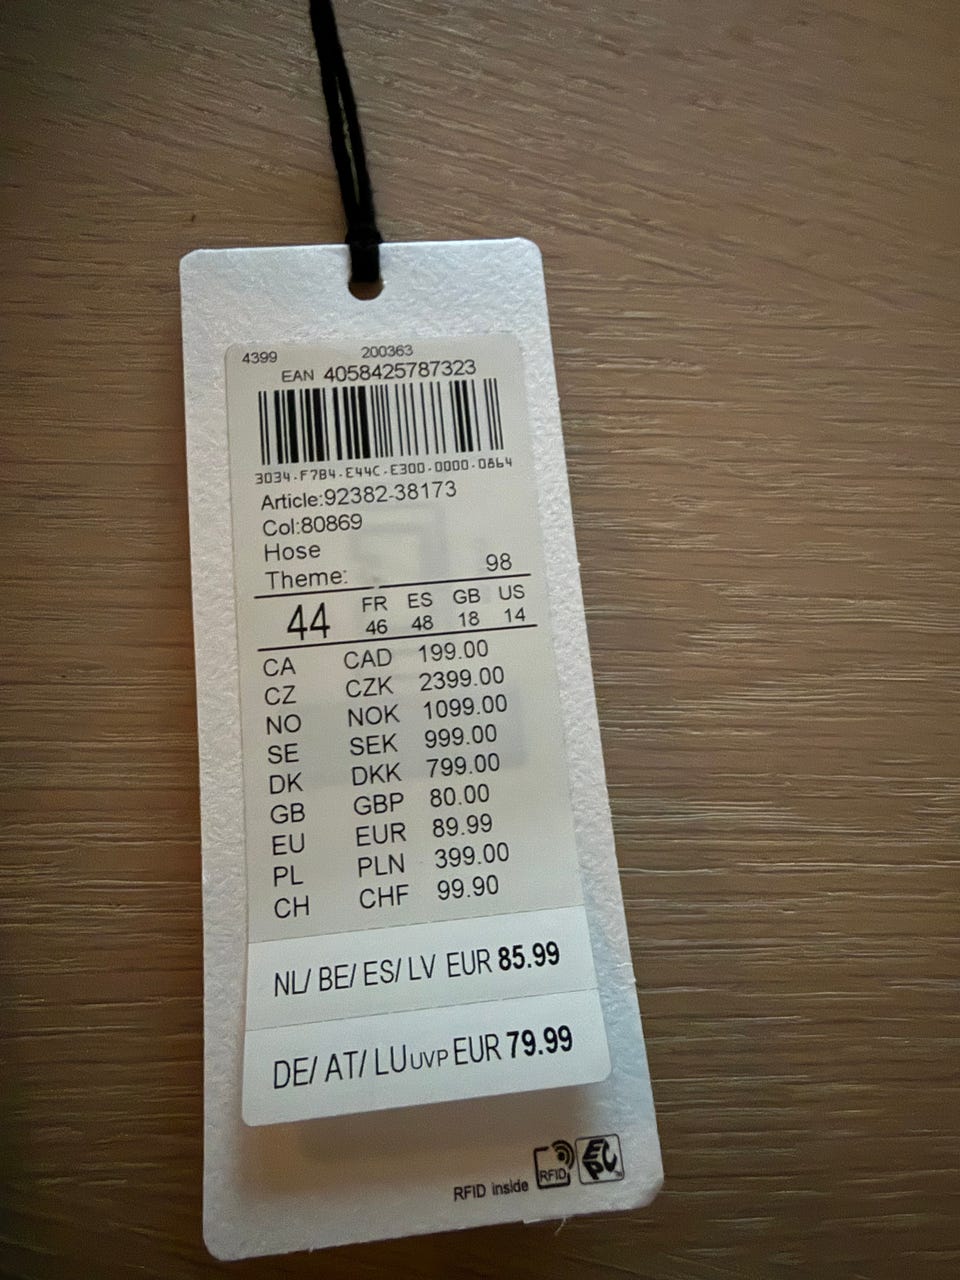 4399 200363
EAN 4058425787323
3034-F7B4-E44C-E300-0000-0864
Article:92382-38173
Col:80869
Hose
Theme: 98
44 FR ES GB US
46 48 18 14
CA CAD 199.00
CZ CZK 2399.00
NO NOK 1099.00
SE SEK 999.00
DK DKK 799.00
GB GBP 80.00
EU EUR 89.99
PL PLN 399.00
CH CHF 99.90
NL/ BE/ ES/ LV EUR 85.99
DE/ AT/ LU UVP EUR 79.99
RFID inside RFID EPC